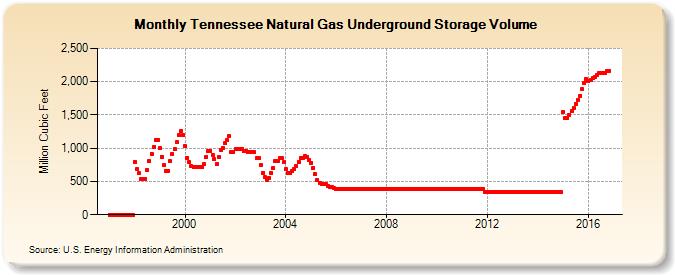 Monthly Tennessee Natural Gas Underground Storage Volume
Million Cubic Feet
2,500
2,000
1,500
1,000
500
0
2000 2004 2008 2012 2016
Source: U.S. Energy Information Administration